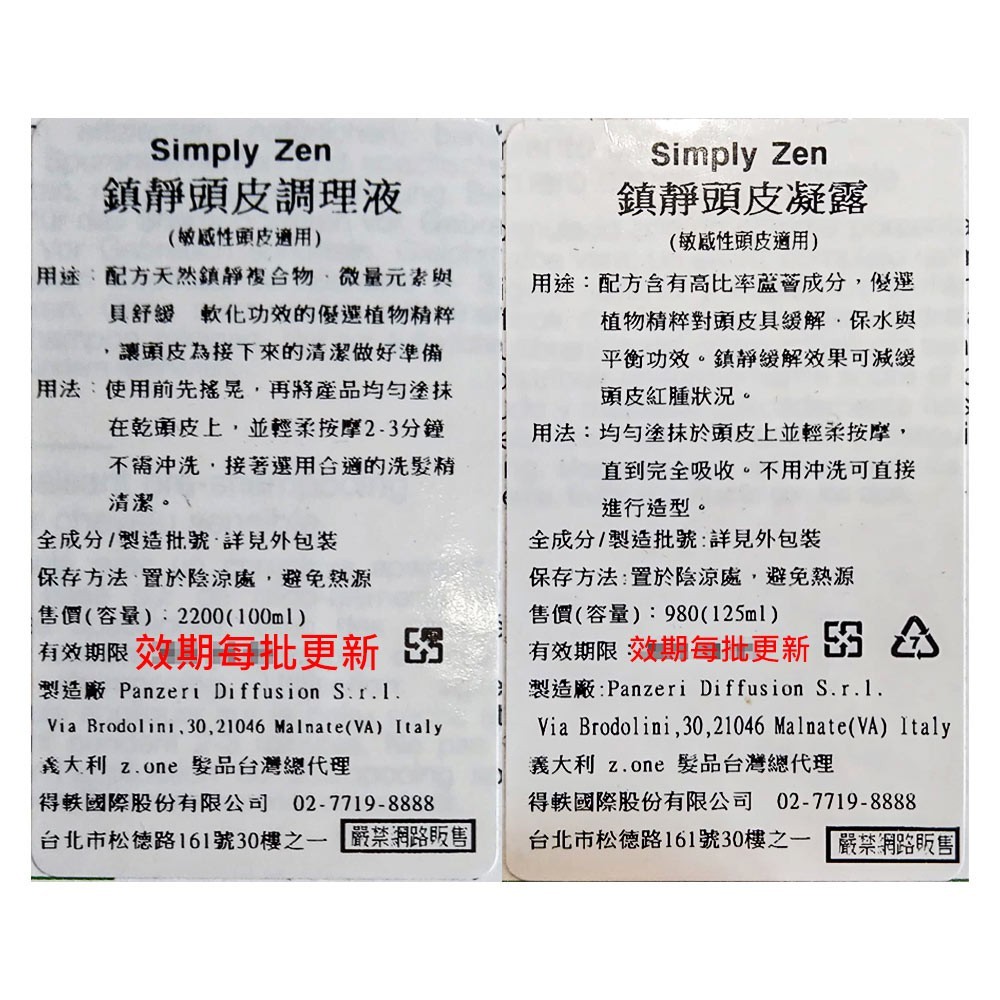 Simply Zen
鎮靜頭皮調理液
(敏感性頭皮適用)
用途:配方天然鎮靜複合物、微量元素與
具舒緩 軟化功效的優選植物精粹
,讓頭皮為接下來的清潔做好準備
用法:使用前先搖晃,再將產品均勻塗抹
在乾頭皮上,並輕柔按摩2-3分鐘
不需沖洗,接著選用合適的洗髮精
清潔。
全成分/製造批號:詳見外包裝
保存方法:置於陰涼處,避免熱源
售價(容量):2200(100ml)
有效期限 效期每批更新
製造廠 Panzeri Diffusion S.r.l.
Via Brodolini,30,21046 Malnate(VA) Italy
義大利 z.one 髮品台灣總代理
得軼國際股份有限公司 02-7719-8888
台北市松德路161號30樓之一 嚴禁網路販售
Simply Zen
鎮靜頭皮凝露
(敏感性頭皮適用)
用途:配方含有高比率蘆薈成分,優選
植物精粹對頭皮具緩解、保水與
平衡功效。鎮靜緩解效果可減緩
頭皮紅腫狀況。
用法:均勻塗抹於頭皮上並輕柔按摩,
直到完全吸收。不用沖洗可直接
進行造型。
全成分/製造批號:詳見外包裝
保存方法:置於陰涼處,避免熱源
售價(容量):980(125ml)
有效期限:效期每批更新
製造廠:Panzeri Diffusion S.r.l.
Via Brodolini,30,21046 Malnate(VA) Italy
義大利 z.one 髮品台灣總代理
得軼國際股份有限公司 02-7719-8888
台北市松德路161號30樓之一 嚴禁網路販售